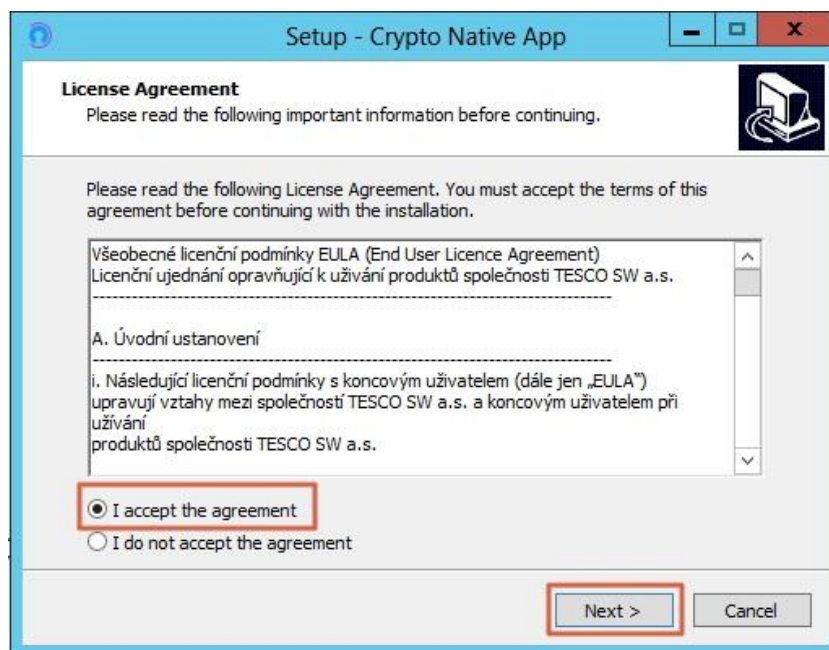 Setup - Crypto Native App
License Agreement
Please read the following important information before continuing.
Please read the following License Agreement. You must accept the terms of this
agreement before continuing with the installation.
Všeobecné licenční podmínky EULA (End User Licence Agreement)
Licenční ujednání opravňující k užívání produktů společnosti TESCO SW a.s.
--------------------------------------------------------------------------------
A. Úvodní ustanovení
--------------------------------------------------------------------------------
i. Následující licenční podmínky s koncovým uživatelem (dále jen „EULA“)
upravují vztahy mezi společností TESCO SW a.s. a koncovým uživatelem při
užívání
produktů společnosti TESCO SW a.s.
I accept the agreement
I do not accept the agreement
Next >
Cancel